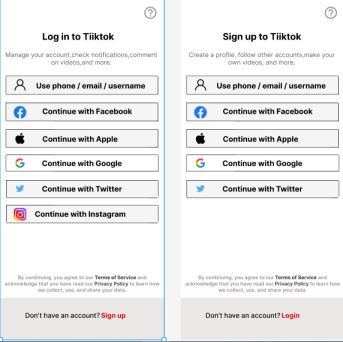 Log in to Tiiktok
Manage your account,check notifications,comment
on videos,and more.
Use phone / email / username
Continue with Facebook
Continue with Apple
Continue with Google
Continue with Twitter
Continue with Instagram
By continuing, you agree to our Terms of Service and
acknowledge that you have read our Privacy Policy to learn how
we collect, use, and share your data.
Don't have an account? Sign up
Sign up to Tiiktok
Create a profile, follow other accounts,make your
own videos, and more.
Use phone / email / username
Continue with Facebook
Continue with Apple
Continue with Google
Continue with Twitter
By continuing, you agree to our Terms of Service and
acknowledge that you have read our Privacy Policy to learn how
we collect, use, and share your data.
Don't have an account? Login